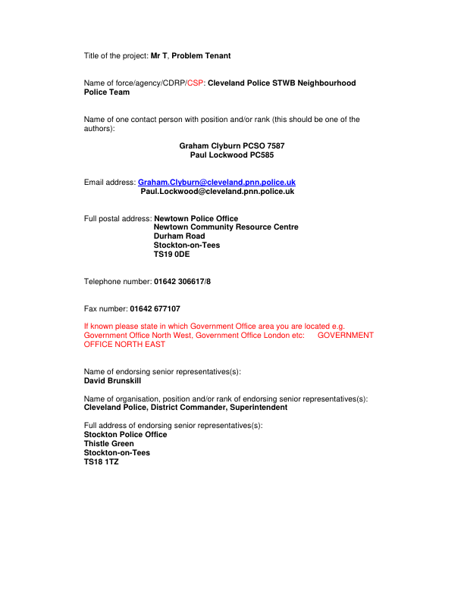 Title of the project: Mr T, Problem Tenant
Name of force/agency/CDRP/CSP: Cleveland Police STWB Neighbourhood
Police Team
Name of one contact person with position and/or rank (this should be one of the
authors):
Graham Clyburn PCSO 7587
Paul Lockwood PC585
Email address: Graham.Clyburn@cleveland.pnn.police.uk
Paul.Lockwood@cleveland.pnn.police.uk
Full postal address: Newtown Police Office
Newtown Community Resource Centre
Durham Road
Stockton-on-Tees
TS19 0DE
Telephone number: 01642 306617/8
Fax number: 01642 677107
If known please state in which Government Office area you are located e.g.
Government Office North West, Government Office London etc: GOVERNMENT
OFFICE NORTH EAST
Name of endorsing senior representatives(s):
David Brunskill
Name of organisation, position and/or rank of endorsing senior representatives(s):
Cleveland Police, District Commander, Superintendent
Full address of endorsing senior representatives(s):
Stockton Police Office
Thistle Green
Stockton-on-Tees
TS18 1TZ